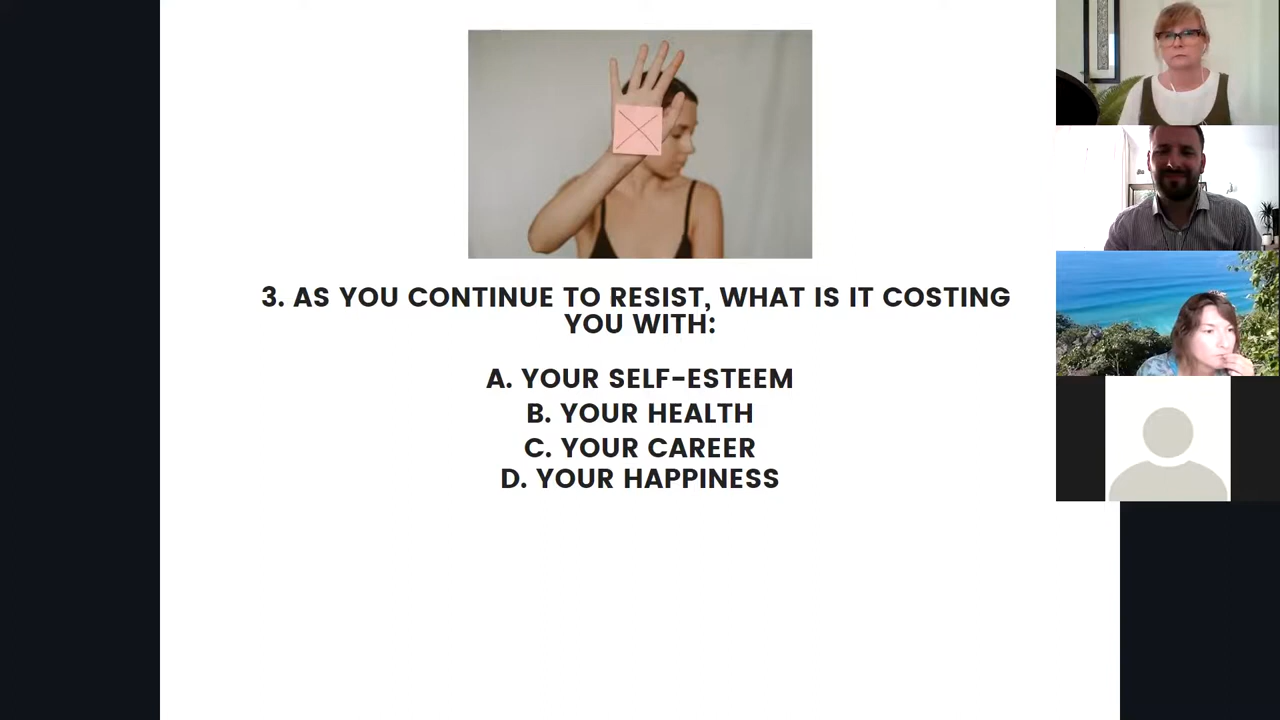 3. AS YOU CONTINUE TO RESIST, WHAT IS IT COSTING
YOU WITH:
A. YOUR SELF-ESTEEM
B. YOUR HEALTH
C. YOUR CAREER
D. YOUR HAPPINESS